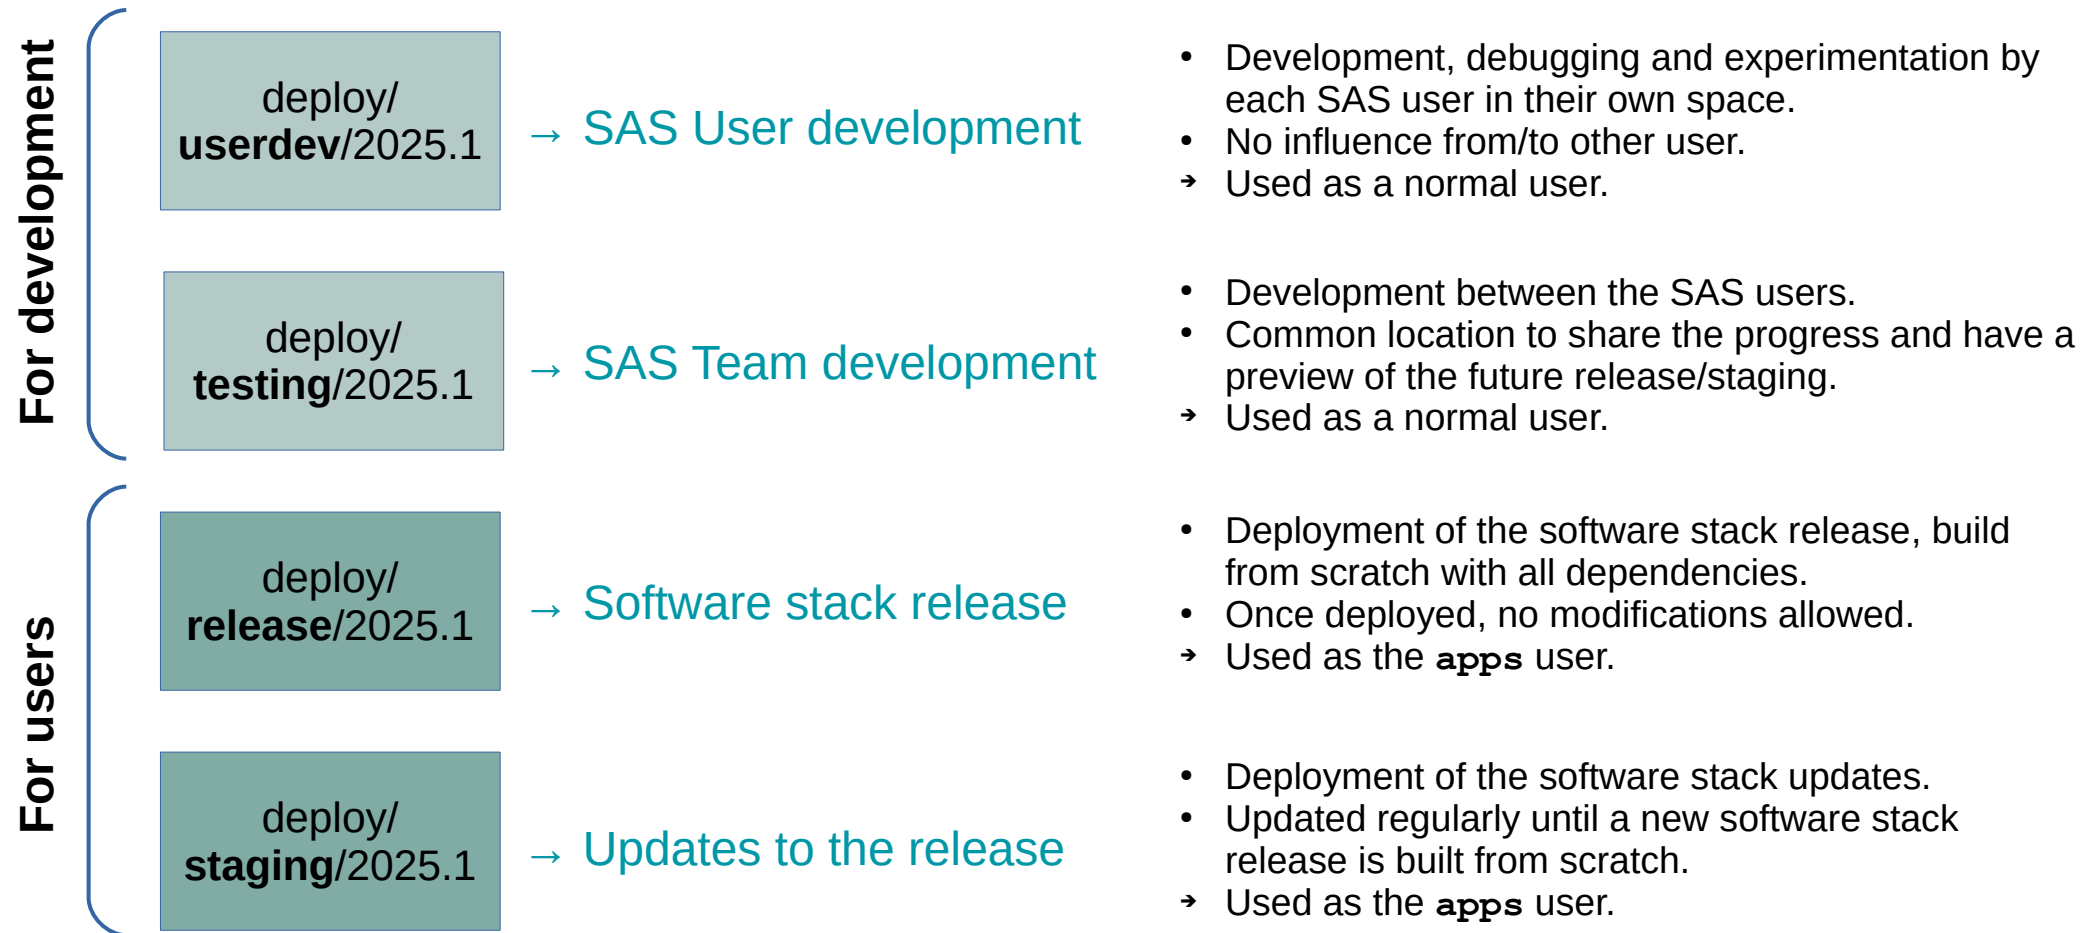 For development
deploy/
userdev/2025.1
→ SAS User development
• Development, debugging and experimentation by
each SAS user in their own space.
• No influence from/to other user.
➔ Used as a normal user.
deploy/
testing/2025.1
→ SAS Team development
• Development between the SAS users.
• Common location to share the progress and have a
preview of the future release/staging.
➔ Used as a normal user.
For users
deploy/
release/2025.1
→ Software stack release
• Deployment of the software stack release, build
from scratch with all dependencies.
• Once deployed, no modifications allowed.
➔ Used as the apps user.
deploy/
staging/2025.1
→ Updates to the release
• Deployment of the software stack updates.
• Updated regularly until a new software stack
release is built from scratch.
➔ Used as the apps user.